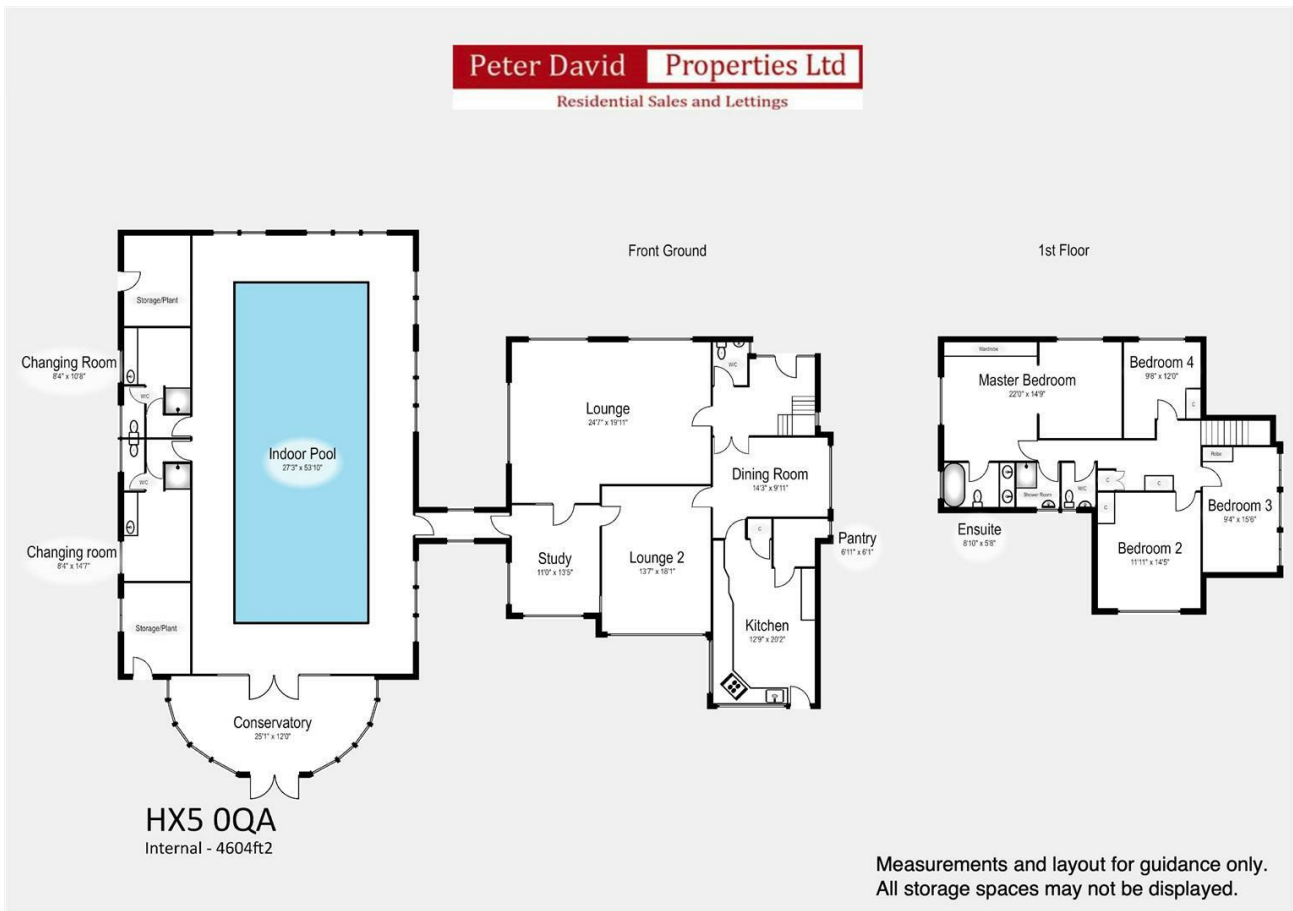 Peter David Properties Ltd
Residential Sales and Lettings
Front Ground
1st Floor
Storage/Plant
Changing Room
8'4" x 10'8"
WC
Indoor Pool
27'3" x 53'10"
WC
Changing room
8'4" x 14'7"
Storage/Plant
Conservatory
25'1" x 12'0"
WC
Lounge
24'7" x 19'11"
Dining Room
14'3" x 9'11"
C
Pantry
6'11" x 6'1"
Study
11'0" x 13'5"
Lounge 2
13'7" x 18'1"
Kitchen
12'9" x 20'2"
Wardrobe
Master Bedroom
22'0" x 14'9"
Bedroom 4
9'8" x 12'0"
C
Robe
C
C
Shower Room
WC
C
Ensuite
8'10" x 5'8"
Bedroom 3
9'4" x 15'6"
Bedroom 2
11'11" x 14'5"
HX5 0QA
Internal - 4604ft2
Measurements and layout for guidance only.
All storage spaces may not be displayed.